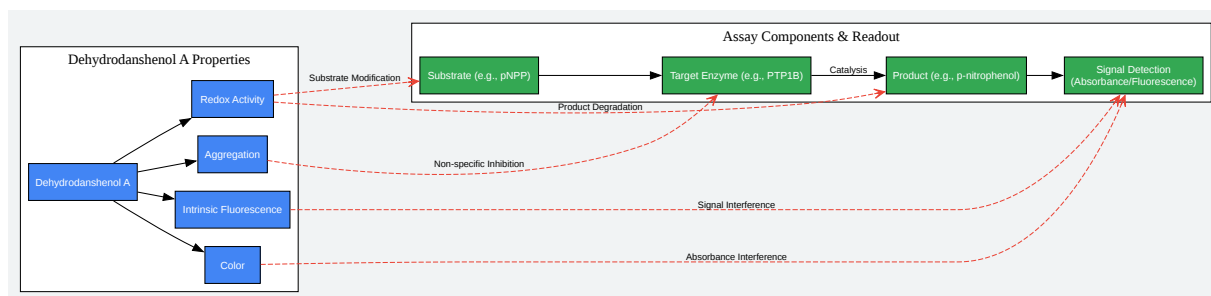 Dehydrodanshenol A Properties
Dehydrodanshenol A
Redox Activity
Aggregation
Intrinsic Fluorescence
Color
Substrate Modification
Product Degradation
Non-specific Inhibition
Signal Interference
Absorbance Interference
Assay Components & Readout
Substrate (e.g., pNPP)
Target Enzyme (e.g., PTP1B)
Catalysis
Product (e.g., p-nitrophenol)
Signal Detection
(Absorbance/Fluorescence)